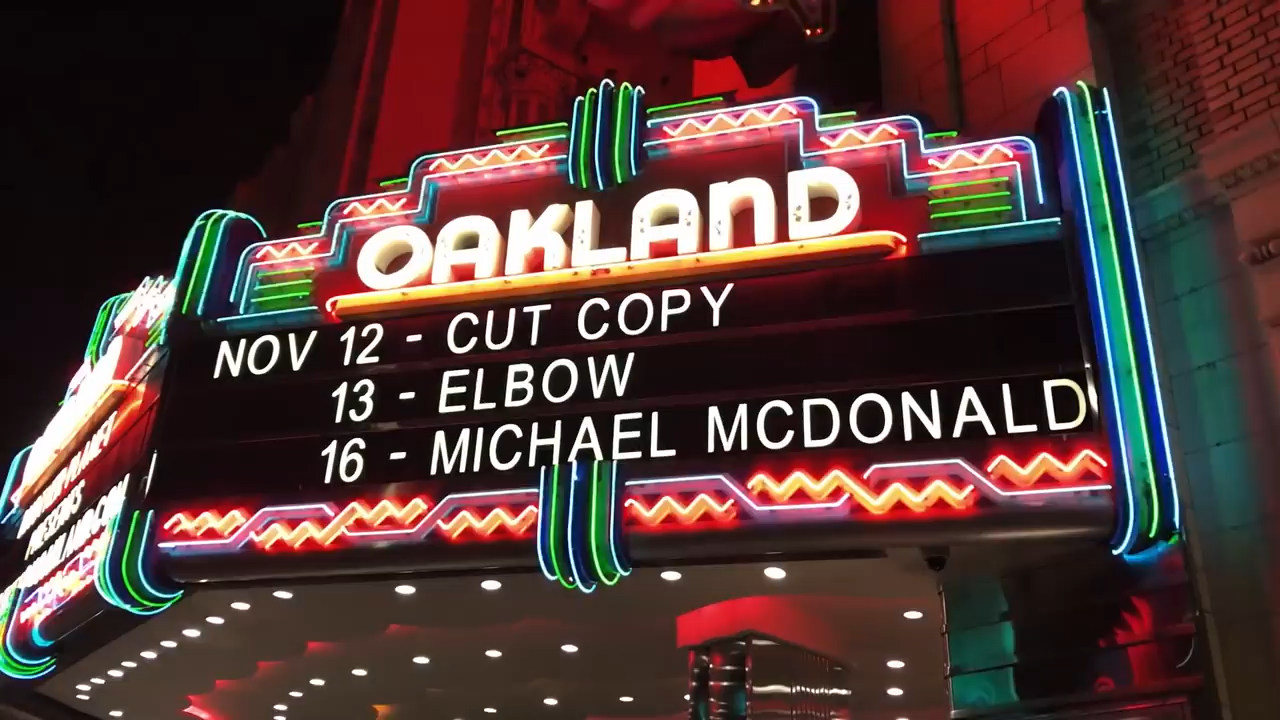 OAKLAND
NOV 12 - CUT COPY
13 - ELBOW
16 - MICHAEL MCDONALD